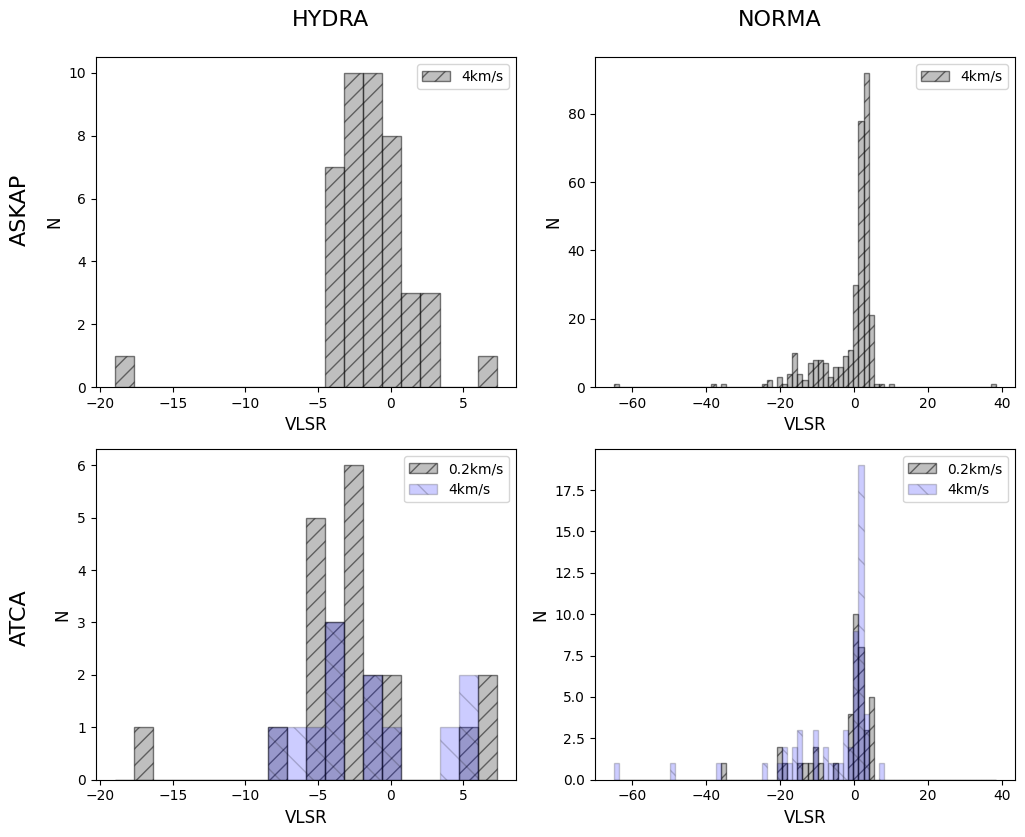 HYDRA
NORMA
ASKAP
N
10
8
6
4
2
0
4km/s
−20 −15 −10 −5 0 5
VLSR
N
80
60
40
20
0
4km/s
−60 −40 −20 0 20 40
VLSR
ATCA
N
6
5
4
3
2
1
0
0.2km/s
4km/s
−20 −15 −10 −5 0 5
VLSR
N
17.5
15.0
12.5
10.0
7.5
5.0
2.5
0.0
0.2km/s
4km/s
−60 −40 −20 0 20 40
VLSR